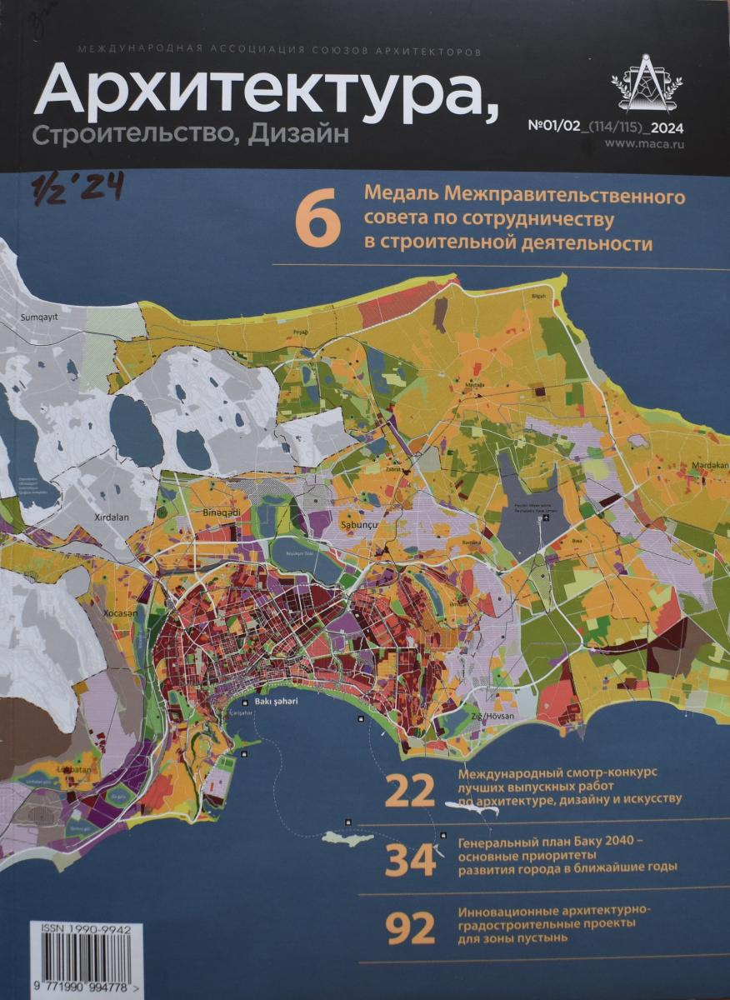 МЕЖДУНАРОДНАЯ АССОЦИАЦИЯ СОЮЗОВ АРХИТЕКТОРОВ
Архитектура,
Строительство, Дизайн
№01/02_(114/115)_2024
www.maca.ru
1/2'24
6
Медаль Межправительственного
совета по сотрудничеству
в строительной деятельности
Sumqayıt
Bilgəh
Pirşağı
Maştağa
Mərdəkan
Zabrat
Xırdalan
Binəqədi
Sabunçu
Ramana
Bina
Qala
Xocasən
Bakı şəhəri
İçərişəhər
Zığ/Hövsan
Lökbatan
22
Международный смотр-конкурс
лучших выпускных работ
по архитектуре, дизайну и искусству
34
Генеральный план Баку 2040 –
основные приоритеты
развития города в ближайшие годы
92
Инновационные архитектурно-
градостроительные проекты
для зоны пустынь
ISSN 1990-9942
9 771990 994778 >